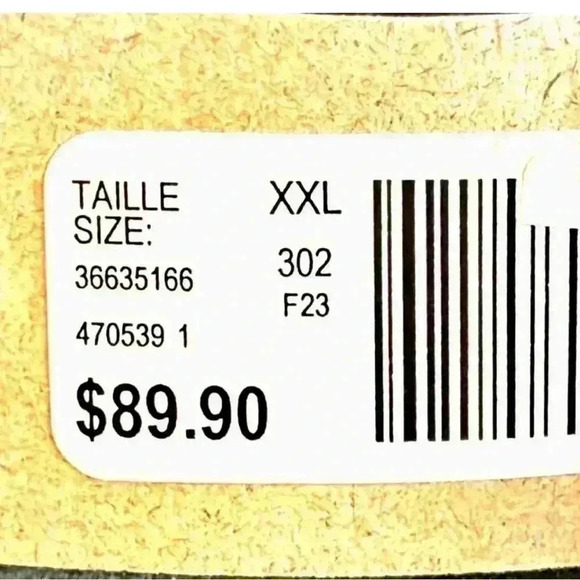 TAILLE
SIZE:
XXL
36635166
302
F23
470539 1
$89.90